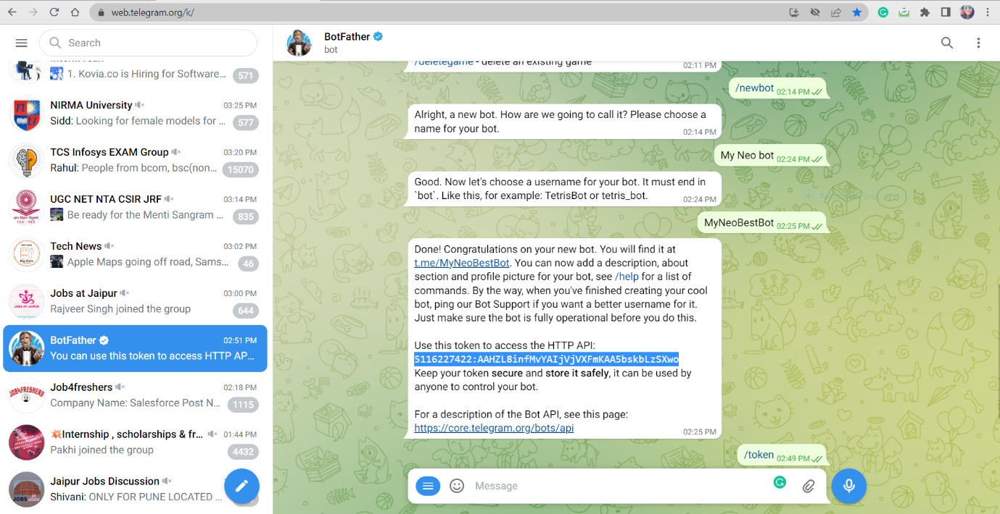 web.telegram.org/k/
Search
1. Kovia.co is Hiring for Software...
571
NIRMA University
03:25 PM
Sidd: Looking for female models for ...
577
TCS Infosys EXAM Group
03:20 PM
Rahul: People from bcom, bsc(non...
15070
UGC NET NTA CSIR JRF
03:14 PM
Be ready for the Menti Sangram ...
835
Tech News
03:02 PM
Apple Maps going off road, Sams...
46
Jobs at Jaipur
03:00 PM
Rajveer Singh joined the group
644
BotFather
02:51 PM
You can use this token to access HTTP AP...
Job4freshers
02:18 PM
Company Name: Salesforce Post N...
1115
💥Internship , scholarships & fr...
01:44 PM
Pakhi joined the group
4432
Jaipur Jobs Discussion
Shivani: ONLY FOR PUNE LOCATED ...
BotFather
bot
/deletegame - delete an existing game
02:11 PM
/newbot 02:14 PM
Alright, a new bot. How are we going to call it? Please choose a
name for your bot.
02:14 PM
My Neo bot 02:24 PM
Good. Now let's choose a username for your bot. It must end in
`bot`. Like this, for example: TetrisBot or tetris_bot.
02:24 PM
MyNeoBestBot 02:25 PM
Done! Congratulations on your new bot. You will find it at
t.me/MyNeoBestBot. You can now add a description, about
section and profile picture for your bot, see /help for a list of
commands. By the way, when you've finished creating your cool
bot, ping our Bot Support if you want a better username for it.
Just make sure the bot is fully operational before you do this.
Use this token to access the HTTP API:
5116227422:AAHZL8infMvYAIjVjVXFmKAA5bskbLzSXwo
Keep your token secure and store it safely, it can be used by
anyone to control your bot.
For a description of the Bot API, see this page:
https://core.telegram.org/bots/api
02:25 PM
/token 02:49 PM
Message